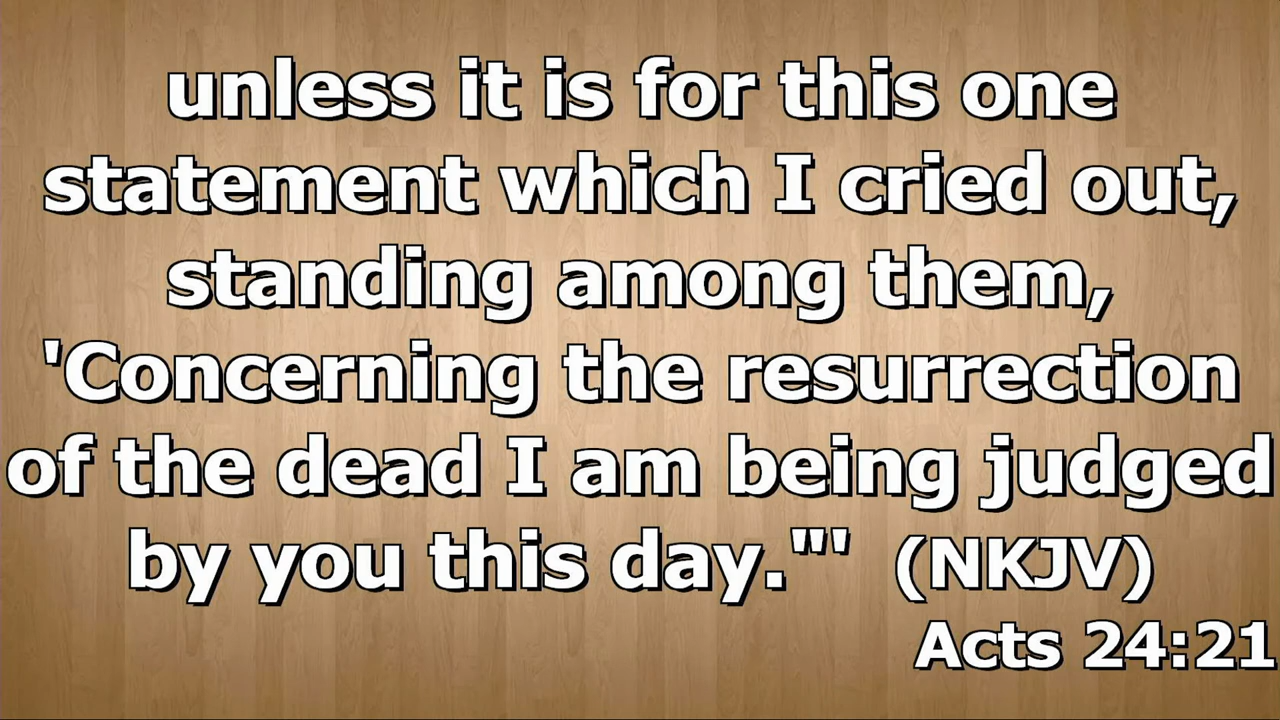 unless it is for this one
statement which I cried out,
standing among them,
'Concerning the resurrection
of the dead I am being judged
by you this day."' (NKJV)
Acts 24:21